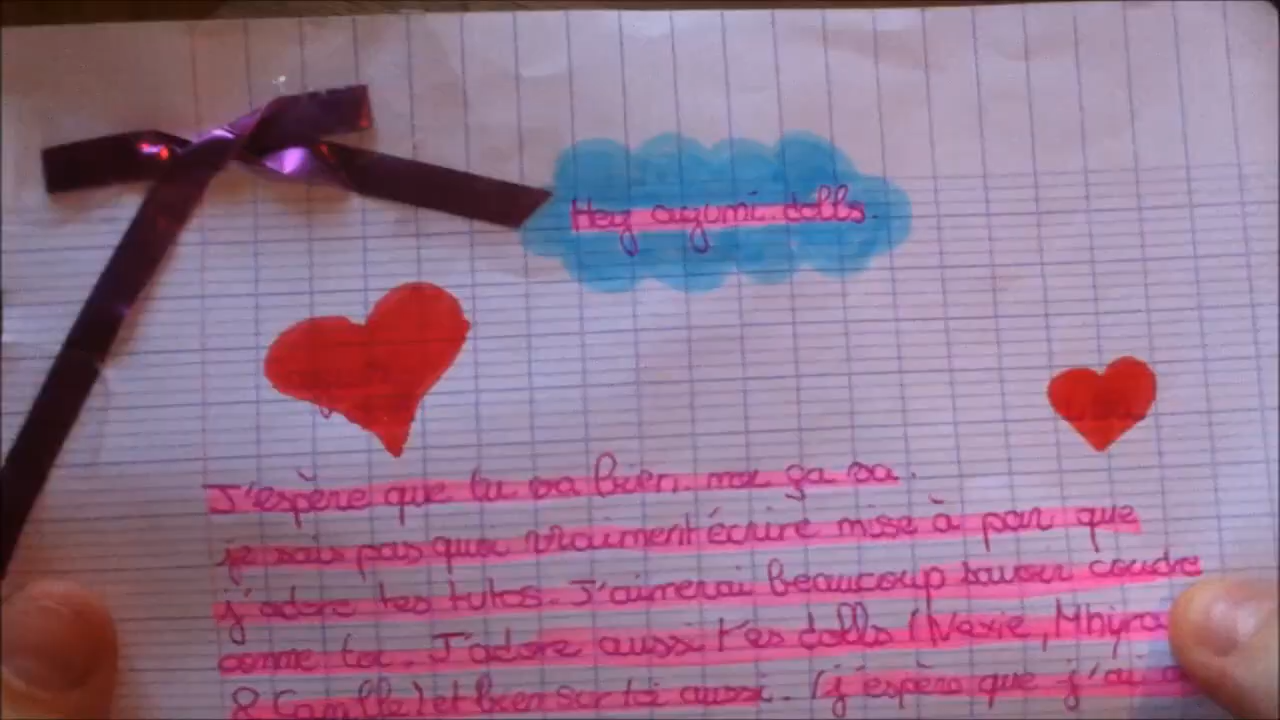 Hey ayumi dolls.
J'espère que tu va bien. moi ça va.
je sais pas quoi vraiment écrire misse à par que
j'adore tes tutos. J'aimerai beaucoup savoir coudre
comme toi. J'adore aussi tes dolls (Nexie, Mhyra
& Camille) et bien sur toi aussi. (j'espère que j'ai